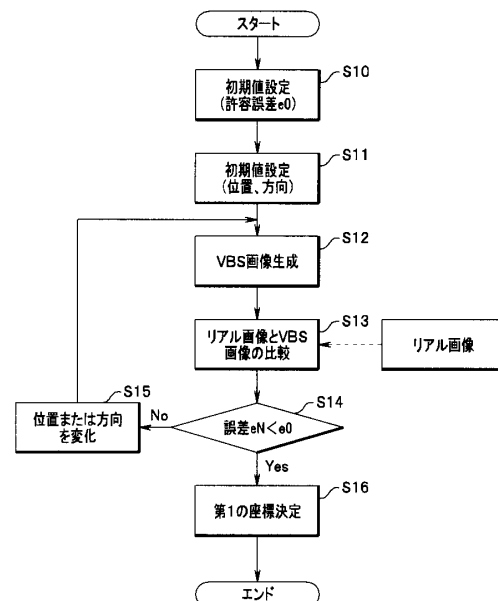 スタート
S10
初期値設定
(許容誤差e0)
S11
初期値設定
(位置、方向)
S12
VBS画像生成
S13
リアル画像とVBS
画像の比較
リアル画像
S14
誤差eN<e0
No
S15
位置または方向
を変化
Yes
S16
第1の座標決定
エンド